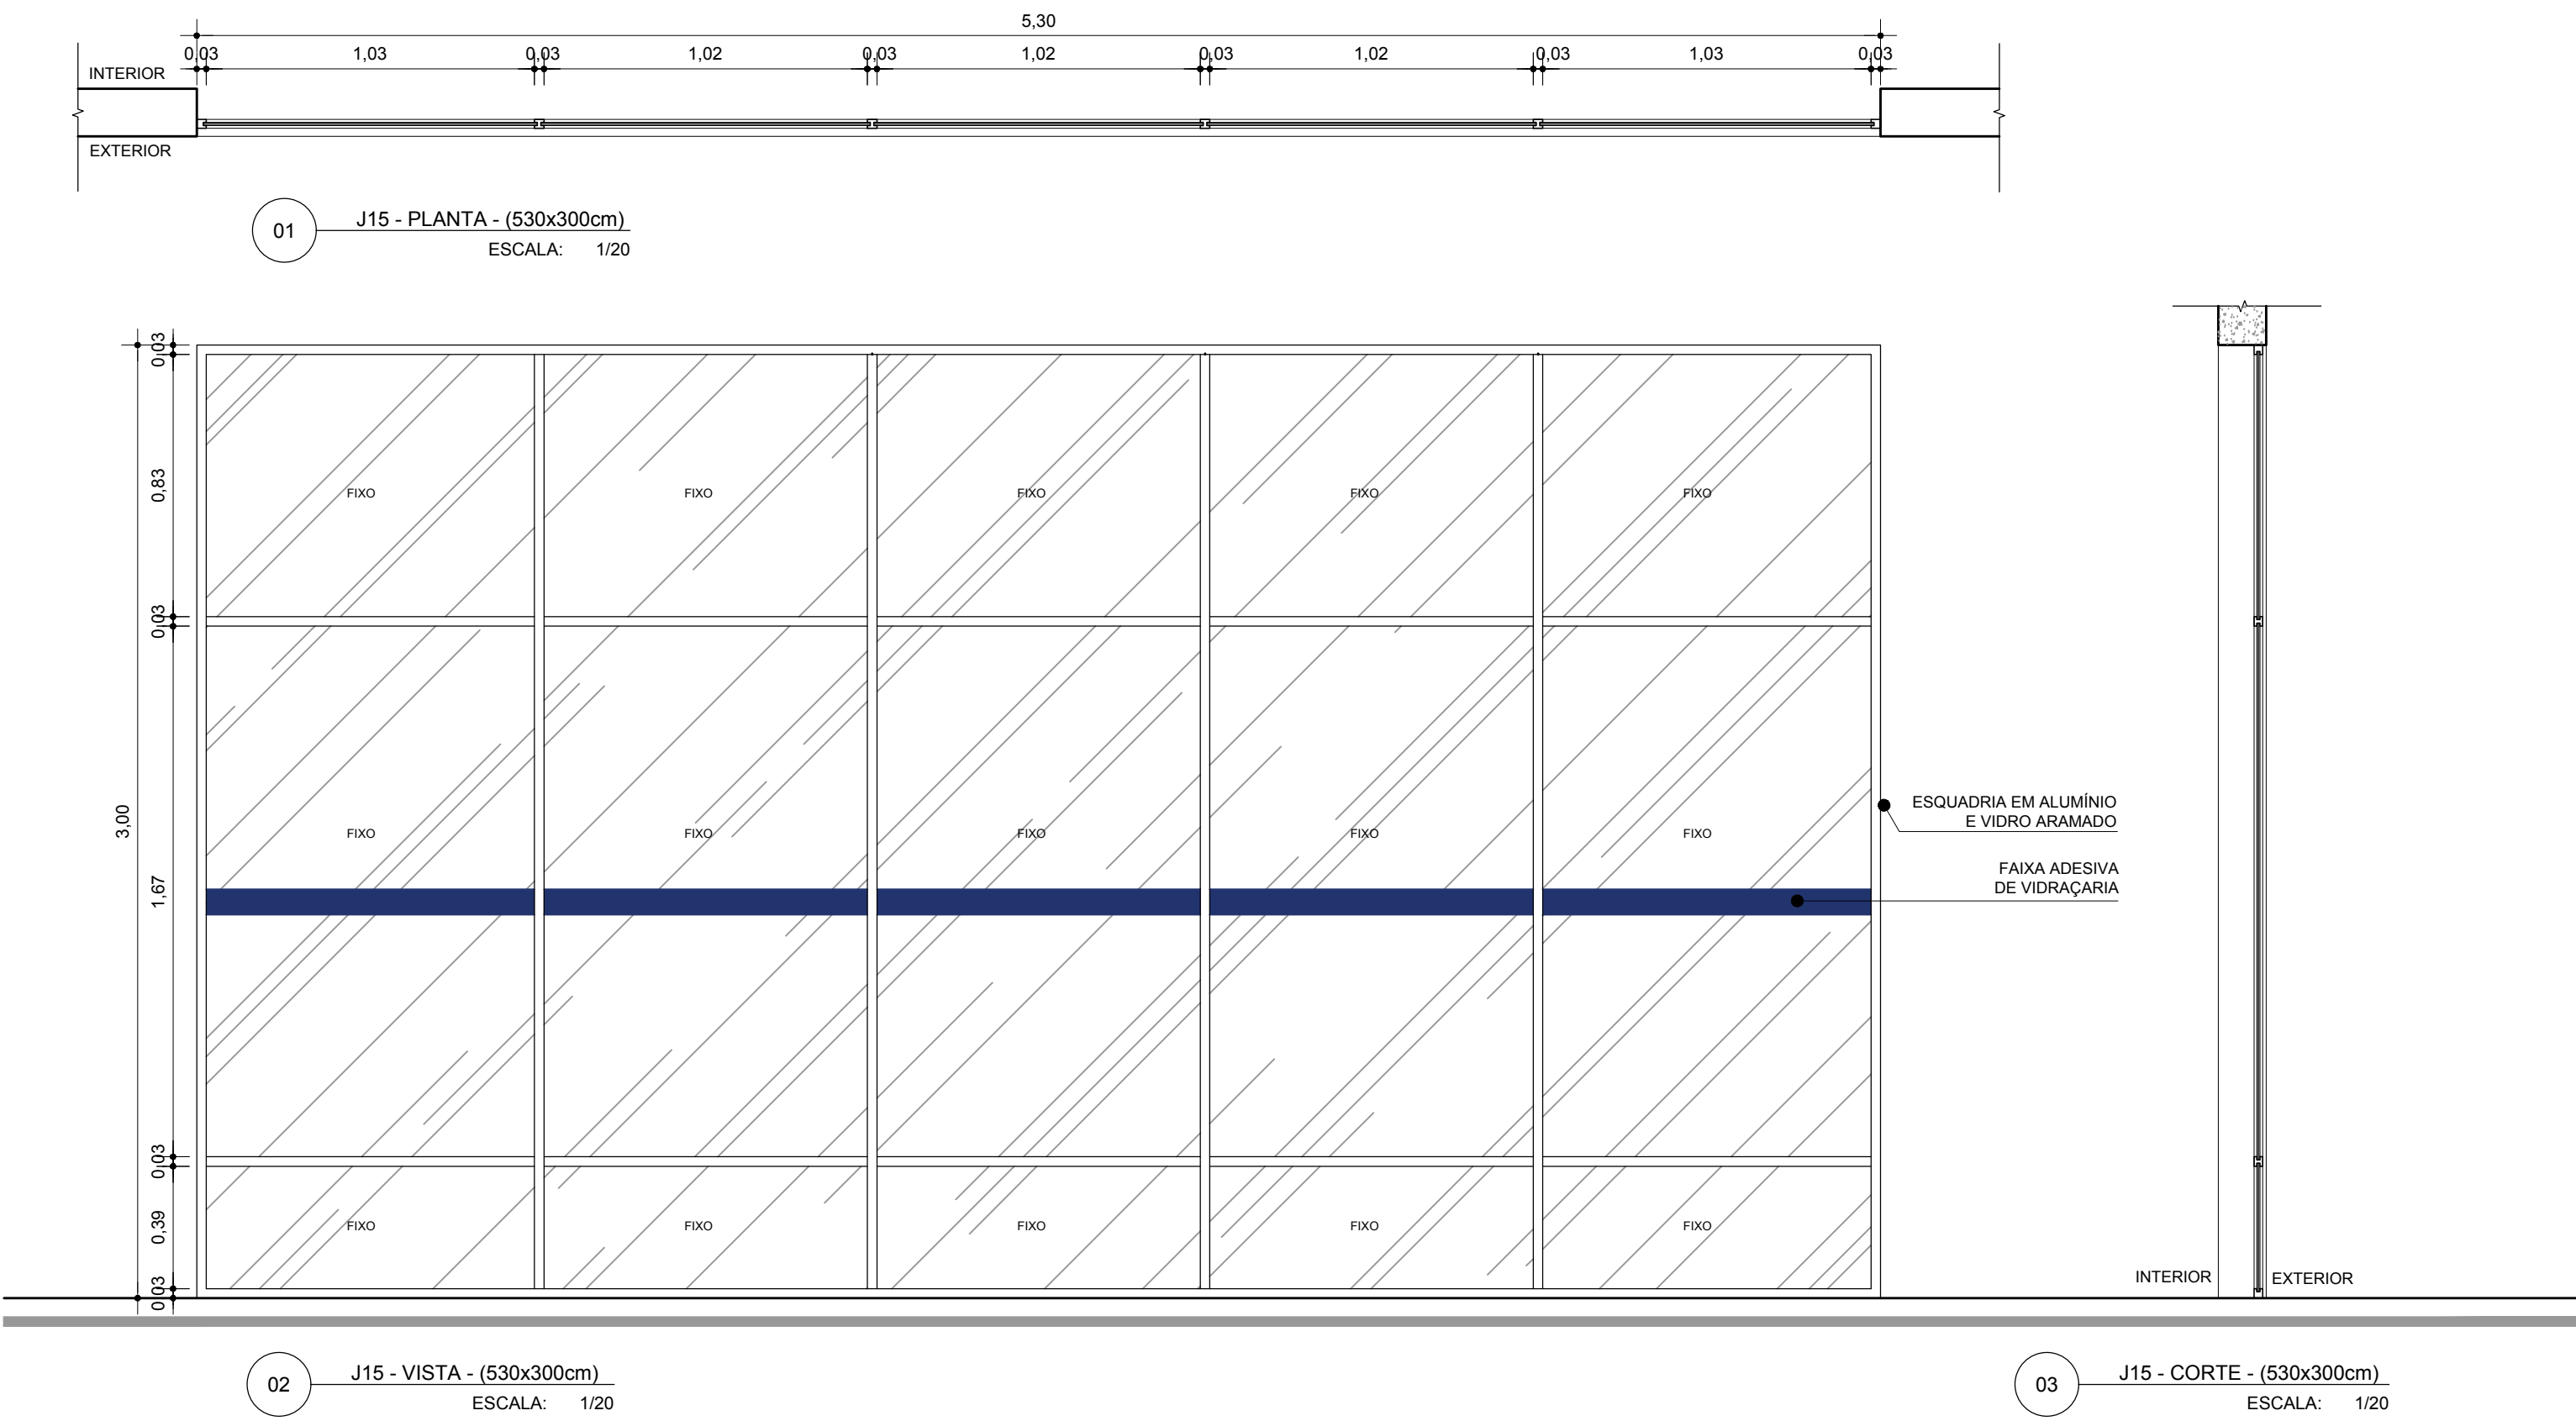 5,30
0,03 1,03 0,03 1,02 0,03 1,02 0,03 1,02 0,03 1,03 0,03
INTERIOR
EXTERIOR
01
J15 - PLANTA - (530x300cm)
ESCALA: 1/20
0,03
0,83
0,03
3,00
1,67
0,03
0,39
0,03
FIXO FIXO FIXO FIXO FIXO
FIXO FIXO FIXO FIXO FIXO
FIXO FIXO FIXO FIXO FIXO
ESQUADRIA EM ALUMÍNIO
E VIDRO ARAMADO
FAIXA ADESIVA
DE VIDRAÇARIA
INTERIOR
EXTERIOR
02
J15 - VISTA - (530x300cm)
ESCALA: 1/20
03
J15 - CORTE - (530x300cm)
ESCALA: 1/20